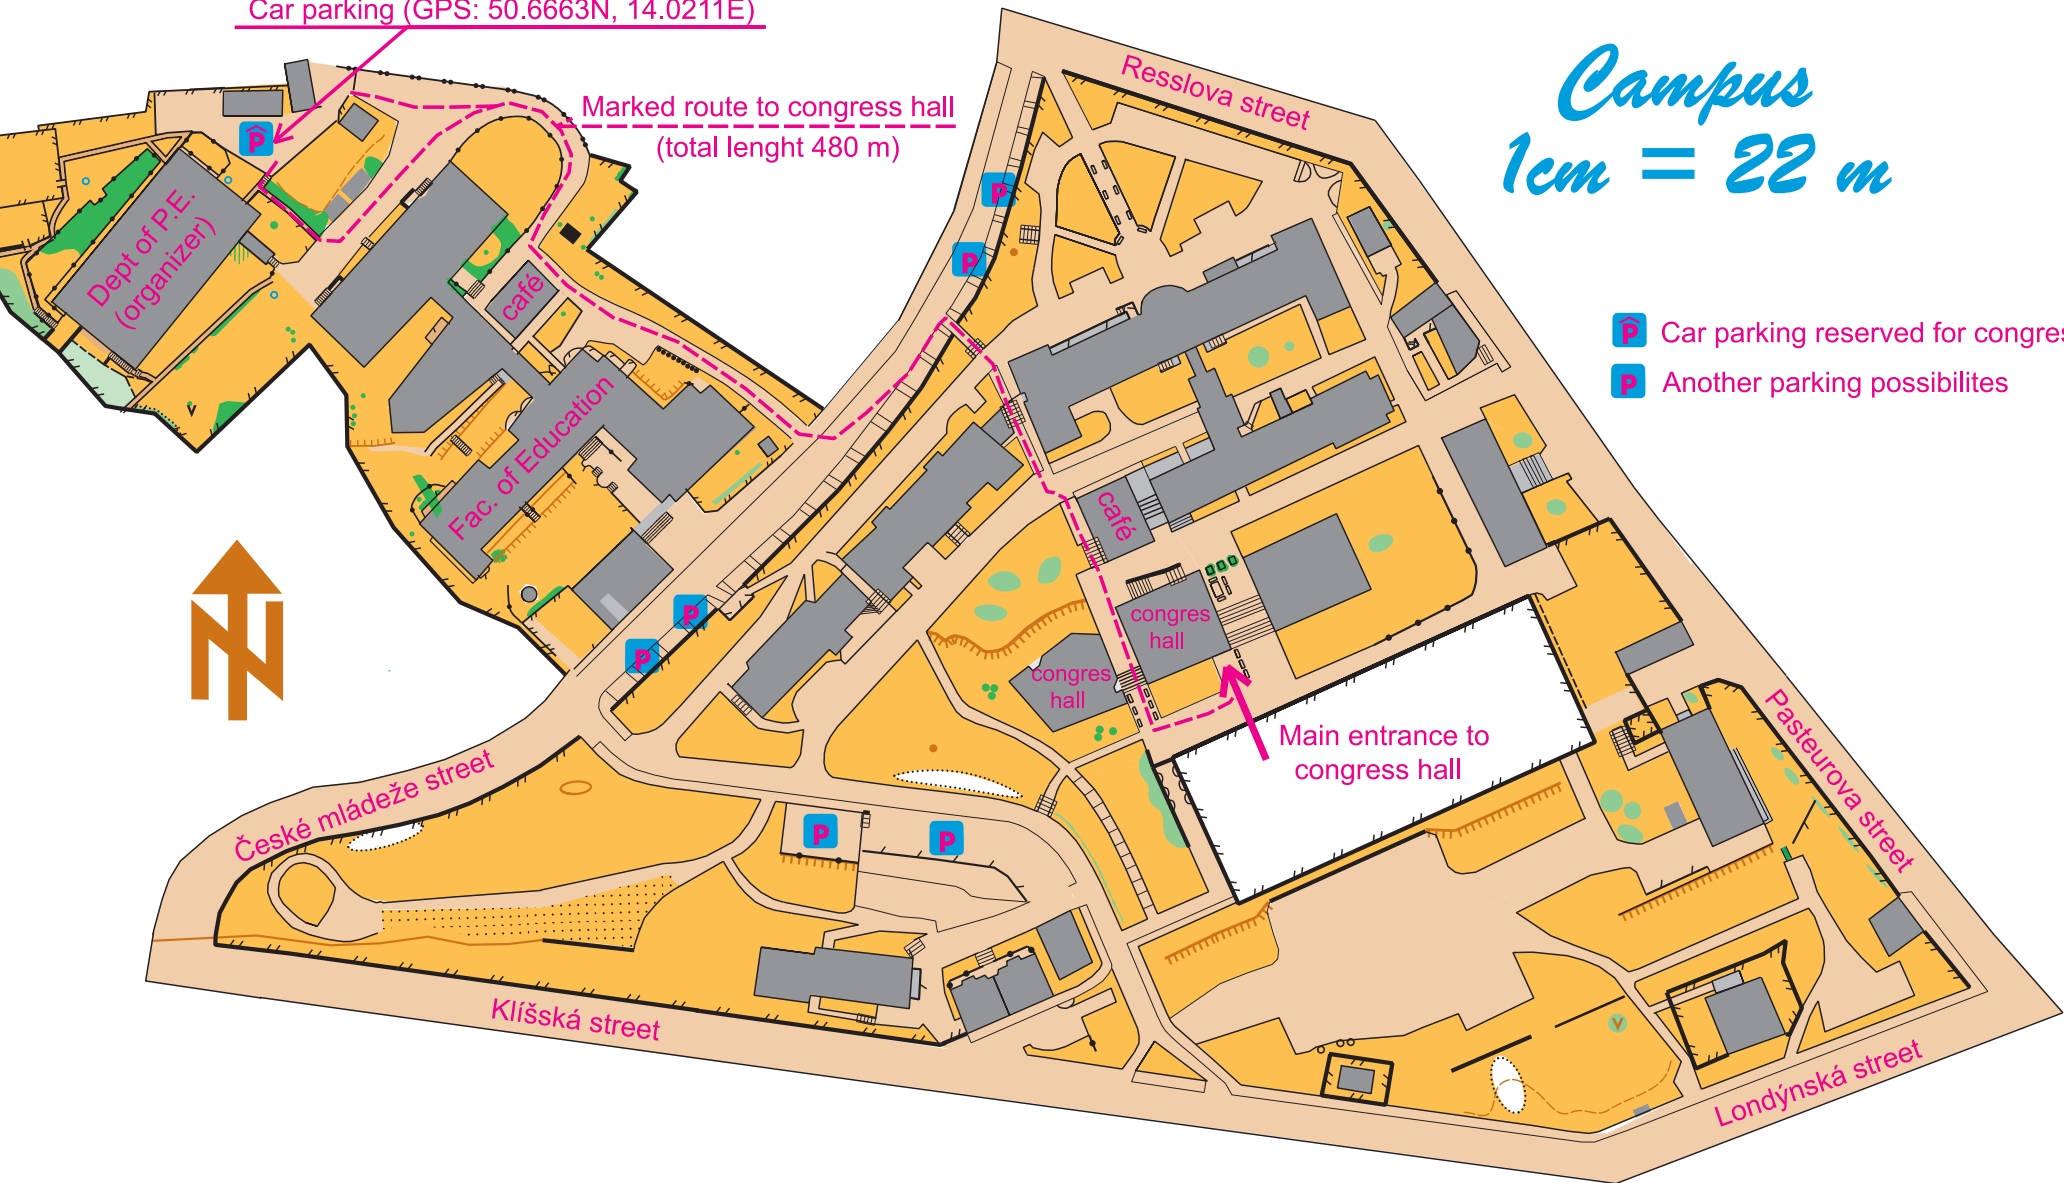 Car parking (GPS: 50.6663N, 14.0211E)
Marked route to congress hall
(total lenght 480 m)
Resslova street
Campus
1cm = 22 m
P
P
P
Dept of P.E.
(organizer)
café
P Car parking reserved for congres
P Another parking possibilites
Fac. of Education
café
P
P
congres
hall
congres
hall
N
Main entrance to
congress hall
Pasteurova street
České mládeže street
P
P
Klíšská street
Londýnská street